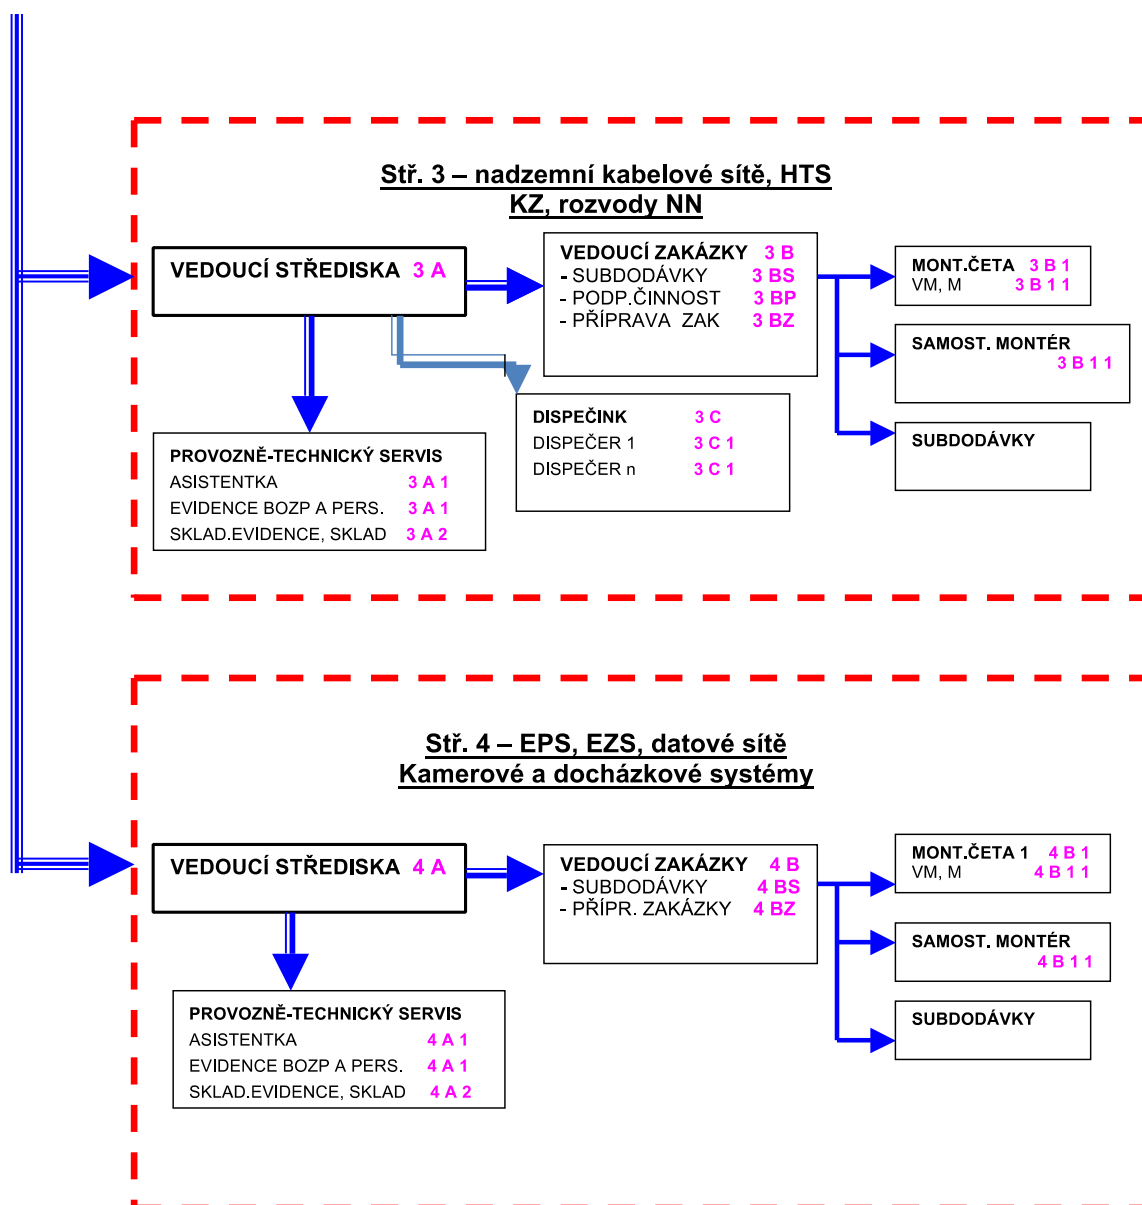 Stř. 3 – nadzemní kabelové sítě, HTS
KZ, rozvody NN
VEDOUCÍ STŘEDISKA 3 A
VEDOUCÍ ZAKÁZKY 3 B
- SUBDODÁVKY 3 BS
- PODP.ČINNOST 3 BP
- PŘÍPRAVA ZAK 3 BZ
MONT.ČETA 3 B 1
VM, M 3 B 1 1
SAMOST. MONTÉR
3 B 1 1
SUBDODÁVKY
DISPEČINK 3 C
DISPEČER 1 3 C 1
DISPEČER n 3 C 1
PROVOZNĚ-TECHNICKÝ SERVIS
ASISTENTKA 3 A 1
EVIDENCE BOZP A PERS. 3 A 1
SKLAD.EVIDENCE, SKLAD 3 A 2
Stř. 4 – EPS, EZS, datové sítě
Kamerové a docházkové systémy
VEDOUCÍ STŘEDISKA 4 A
VEDOUCÍ ZAKÁZKY 4 B
- SUBDODÁVKY 4 BS
- PŘÍPR. ZAKÁZKY 4 BZ
MONT.ČETA 1 4 B 1
VM, M 4 B 1 1
SAMOST. MONTÉR
4 B 1 1
SUBDODÁVKY
PROVOZNĚ-TECHNICKÝ SERVIS
ASISTENTKA 4 A 1
EVIDENCE BOZP A PERS. 4 A 1
SKLAD.EVIDENCE, SKLAD 4 A 2